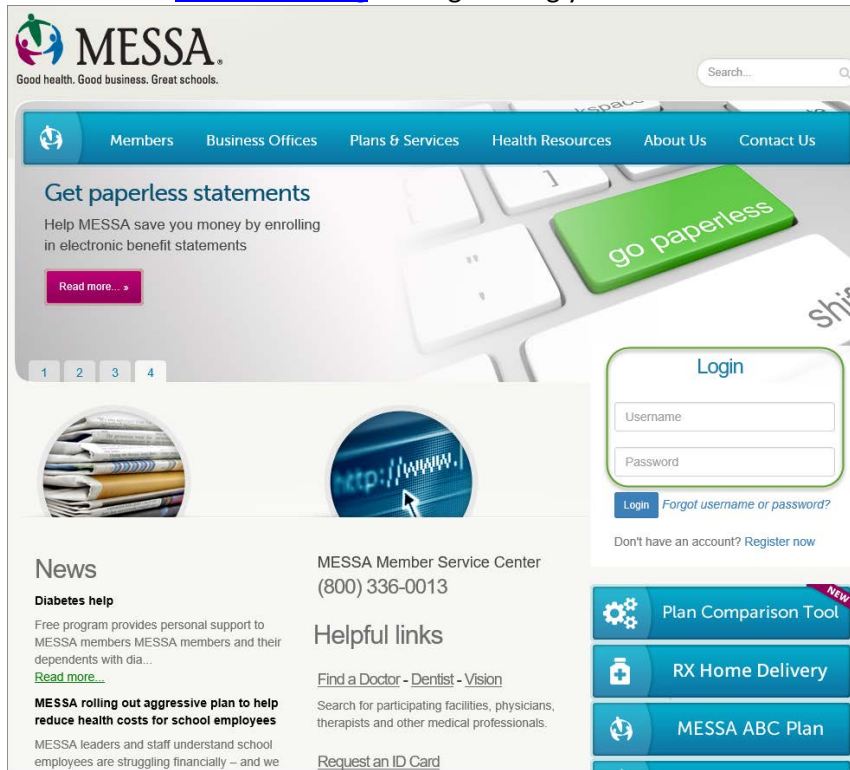 MESSA®
Good health. Good business. Great schools.
Search...
Members Business Offices Plans & Services Health Resources About Us Contact Us
Get paperless statements
Help MESSA save you money by enrolling
in electronic benefit statements
Read more... »
go paperless
shift
1 2 3 4
Login
Username
Password
Login Forgot username or password?
Don't have an account? Register now
http://www.
News
Diabetes help
Free program provides personal support to
MESSA members MESSA members and their
dependents with dia...
Read more...
MESSA rolling out aggressive plan to help
reduce health costs for school employees
MESSA leaders and staff understand school
employees are struggling financially – and we
MESSA Member Service Center
(800) 336-0013
Helpful links
Find a Doctor - Dentist - Vision
Search for participating facilities, physicians,
therapists and other medical professionals.
Request an ID Card
NEW
Plan Comparison Tool
RX Home Delivery
MESSA ABC Plan